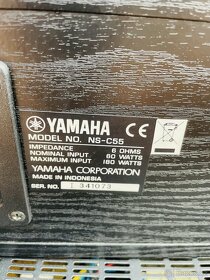 YAMAHA CE
MODEL NO. NS-C55
IMPEDANCE 6 OHMS
NOMINAL INPUT 60 WATTS
MAXIMUM INPUT 180 WATTS
YAMAHA CORPORATION
MADE IN INDONESIA
SER. NO. 341073